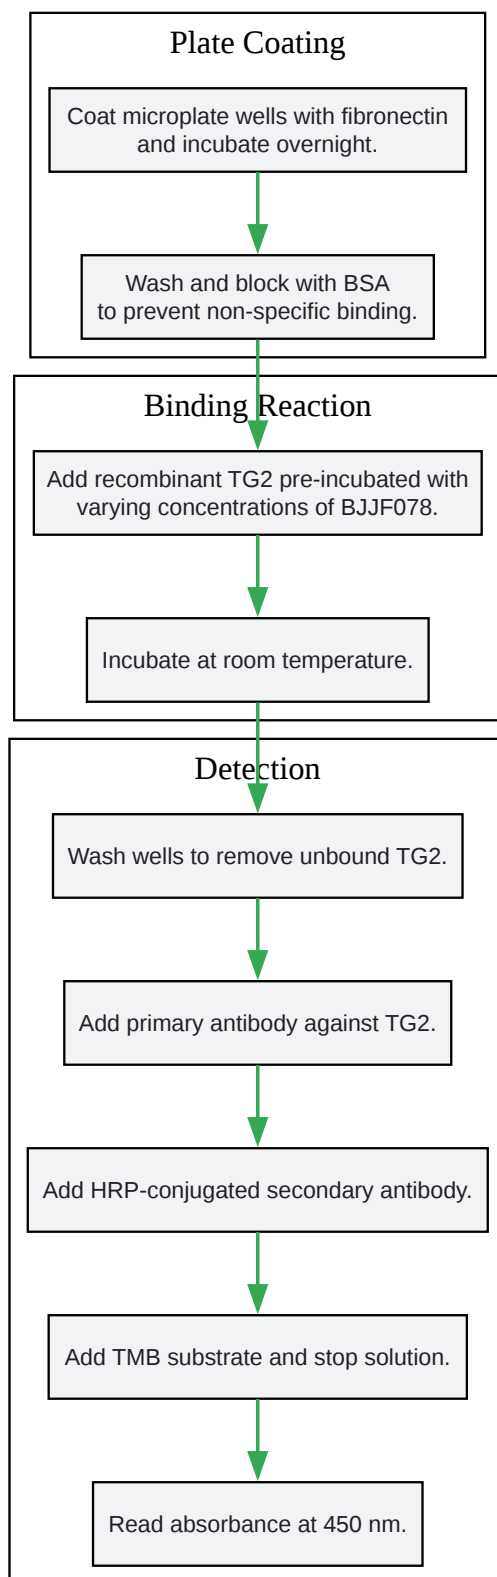 Plate Coating
Coat microplate wells with fibronectin
and incubate overnight.
Wash and block with BSA
to prevent non-specific binding.
Binding Reaction
Add recombinant TG2 pre-incubated with
varying concentrations of BJJF078.
Incubate at room temperature.
Detection
Wash wells to remove unbound TG2.
Add primary antibody against TG2.
Add HRP-conjugated secondary antibody.
Add TMB substrate and stop solution.
Read absorbance at 450 nm.